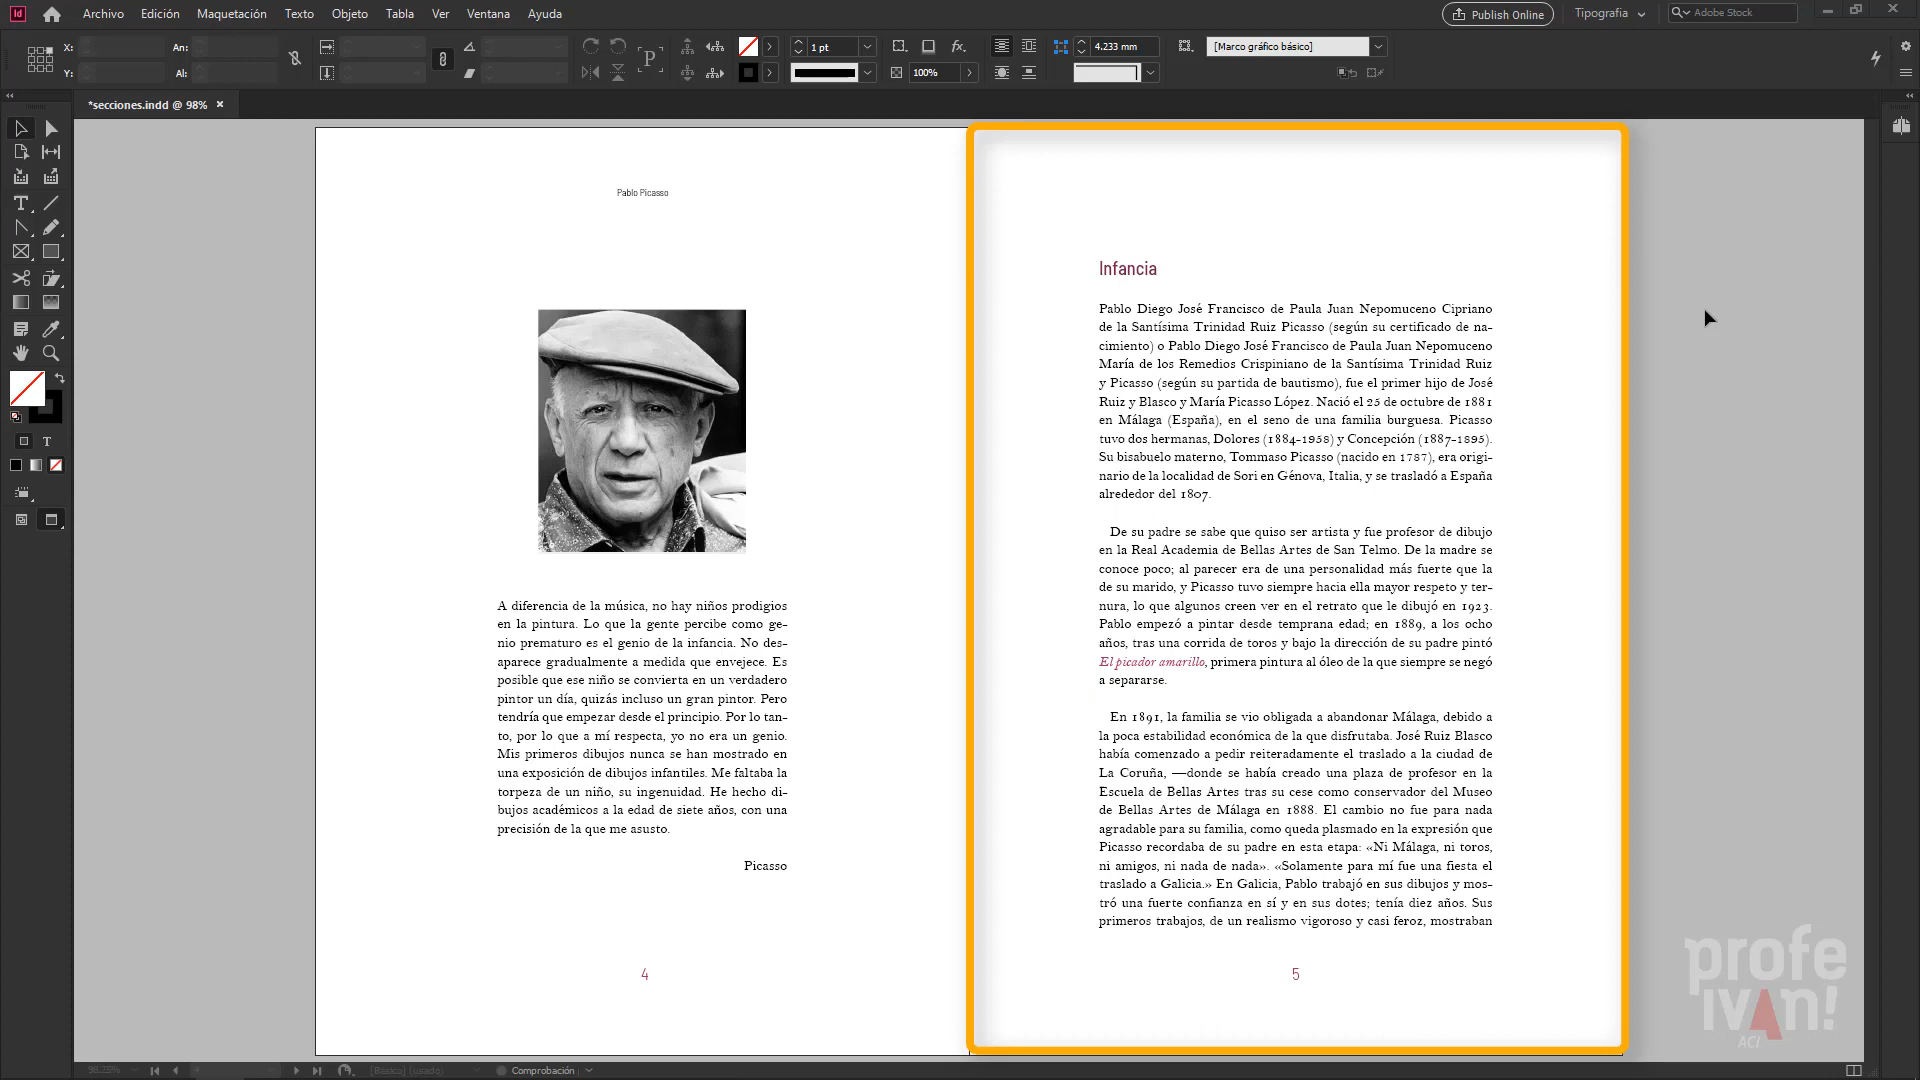 Id Archivo Edición Maquetación Texto Objeto Tabla Ver Ventana Ayuda Publish Online Tipografia Adobe Stock
X: An: 1 pt fx. 4.233 mm [Marco gráfico básico]
Y: Al: P 100%
*secciones.indd @ 98% ×
Pablo Picasso
A diferencia de la música, no hay niños prodigios
en la pintura. Lo que la gente percibe como ge-
nio prematuro es el genio de la infancia. No des-
aparece gradualmente a medida que envejece. Es
posible que ese niño se convierta en un verdadero
pintor un día, quizás incluso un gran pintor. Pero
tendría que empezar desde el principio. Por lo tan-
to, por lo que a mí respecta, yo no era un genio.
Mis primeros dibujos nunca se han mostrado en
una exposición de dibujos infantiles. Me faltaba la
torpeza de un niño, su ingenuidad. He hecho di-
bujos académicos a la edad de siete años, con una
precisión de la que me asusto.
Picasso
4
Infancia
Pablo Diego José Francisco de Paula Juan Nepomuceno Cipriano
de la Santísima Trinidad Ruiz Picasso (según su certificado de na-
cimiento) o Pablo Diego José Francisco de Paula Juan Nepomuceno
María de los Remedios Crispiniano de la Santísima Trinidad Ruiz
y Picasso (según su partida de bautismo), fue el primer hijo de José
Ruiz y Blasco y María Picasso López. Nació el 25 de octubre de 1881
en Málaga (España), en el seno de una familia burguesa. Picasso
tuvo dos hermanas, Dolores (1884-1958) y Concepción (1887-1895).
Su bisabuelo materno, Tommaso Picasso (nacido en 1787), era origi-
nario de la localidad de Sori en Génova, Italia, y se trasladó a España
alrededor del 1807.
De su padre se sabe que quiso ser artista y fue profesor de dibujo
en la Real Academia de Bellas Artes de San Telmo. De la madre se
conoce poco; al parecer era de una personalidad más fuerte que la
de su marido, y Picasso tuvo siempre hacia ella mayor respeto y ter-
nura, lo que algunos creen ver en el retrato que le dibujó en 1923.
Pablo empezó a pintar desde temprana edad; en 1889, a los ocho
años, tras una corrida de toros y bajo la dirección de su padre pintó
El picador amarillo, primera pintura al óleo de la que siempre se negó
a separarse.
En 1891, la familia se vio obligada a abandonar Málaga, debido a
la poca estabilidad económica de la que disfrutaba. José Ruiz Blasco
había comenzado a pedir reiteradamente el traslado a la ciudad de
La Coruña, —donde se había creado una plaza de profesor en la
Escuela de Bellas Artes tras su cese como conservador del Museo
de Bellas Artes de Málaga en 1888. El cambio no fue para nada
agradable para su familia, como queda plasmado en la expresión que
Picasso recordaba de su padre en esta etapa: «Ni Málaga, ni toros,
ni amigos, ni nada de nada». «Solamente para mí fue una fiesta el
traslado a Galicia.» En Galicia, Pablo trabajó en sus dibujos y mos-
tró una fuerte confianza en sí y en sus dotes; tenía diez años. Sus
primeros trabajos, de un realismo vigoroso y casi feroz, mostraban
5
profe
iVAn!
ACI
98.25% 4 [Básico] (usado) Comprobación